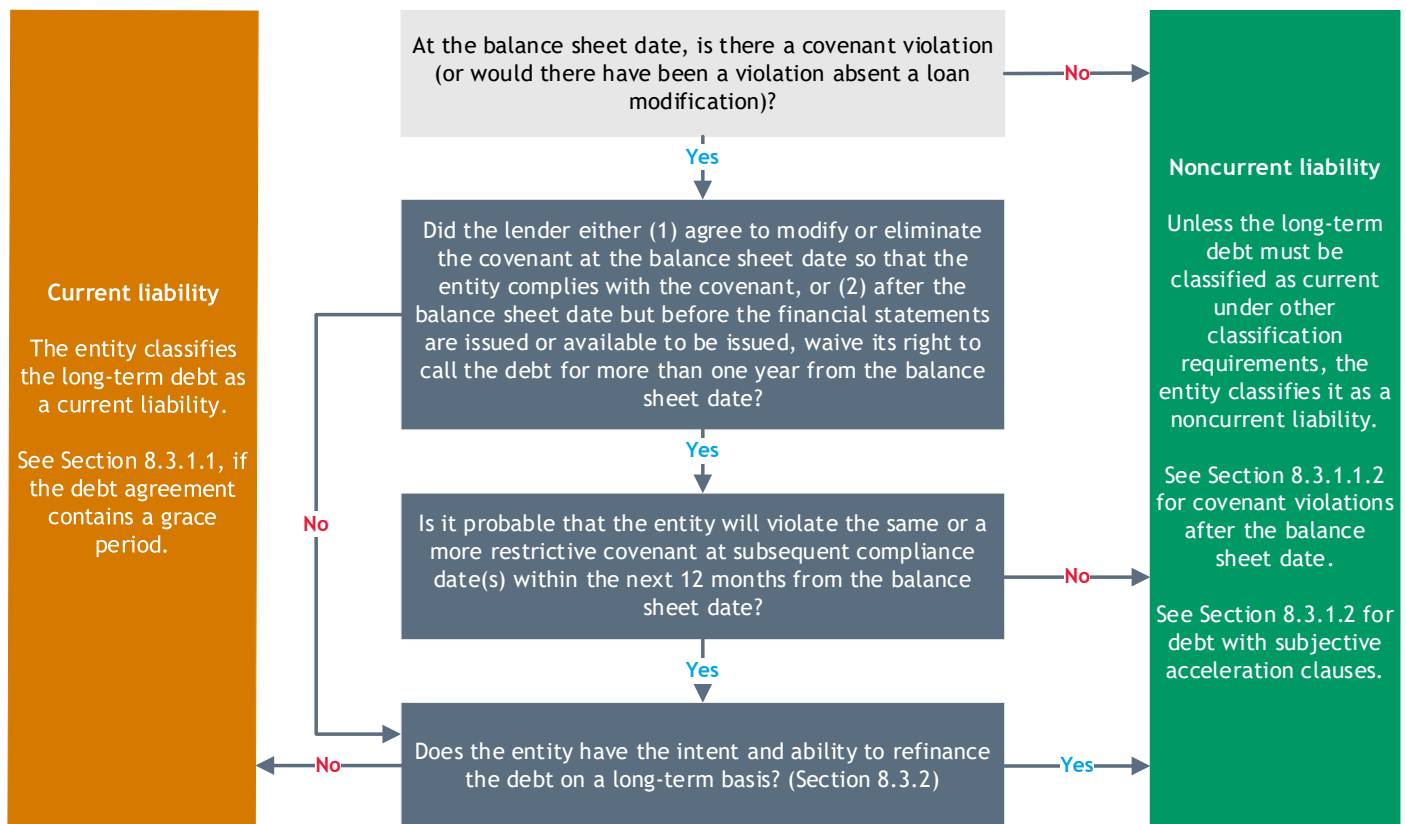 At the balance sheet date, is there a covenant violation
(or would there have been a violation absent a loan
modification)?
No
Yes
Did the lender either (1) agree to modify or eliminate
the covenant at the balance sheet date so that the
entity complies with the covenant, or (2) after the
balance sheet date but before the financial statements
are issued or available to be issued, waive its right to
call the debt for more than one year from the balance
sheet date?
No
Yes
Is it probable that the entity will violate the same or a
more restrictive covenant at subsequent compliance
date(s) within the next 12 months from the balance
sheet date?
No
Yes
Does the entity have the intent and ability to refinance
the debt on a long-term basis? (Section 8.3.2)
No
Yes
Current liability
The entity classifies
the long-term debt as
a current liability.
See Section 8.3.1.1, if
the debt agreement
contains a grace
period.
Noncurrent liability
Unless the long-term
debt must be
classified as current
under other
classification
requirements, the
entity classifies it as a
noncurrent liability.
See Section 8.3.1.1.2
for covenant violations
after the balance
sheet date.
See Section 8.3.1.2 for
debt with subjective
acceleration clauses.